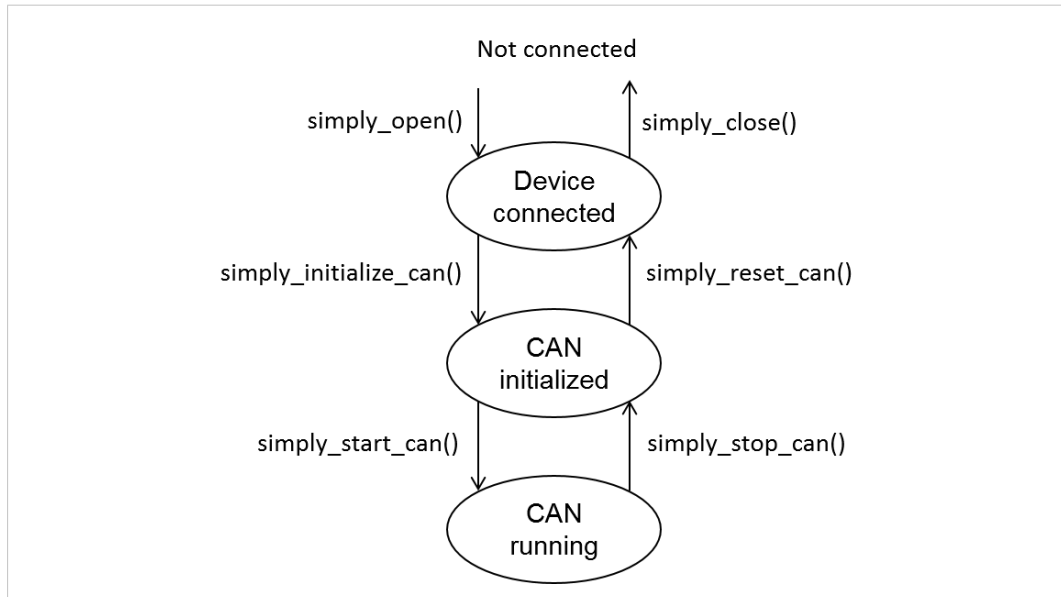 Not connected
simply_open()
simply_close()
Device
connected
simply_initialize_can()
simply_reset_can()
CAN
initialized
simply_start_can()
simply_stop_can()
CAN
running